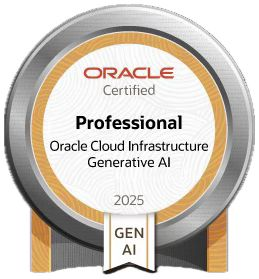 ORACLE
Certified
Professional
Oracle Cloud Infrastructure
Generative AI
2025
GEN
AI